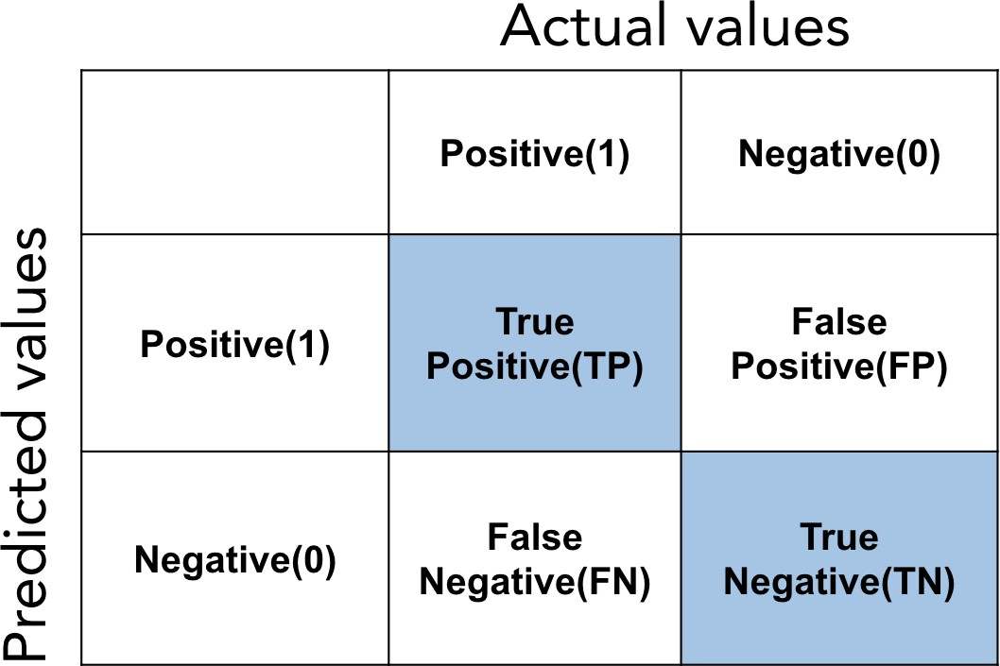 Actual values
Positive(1)
Negative(0)
Predicted values
Positive(1)
True
Positive(TP)
False
Positive(FP)
Negative(0)
False
Negative(FN)
True
Negative(TN)